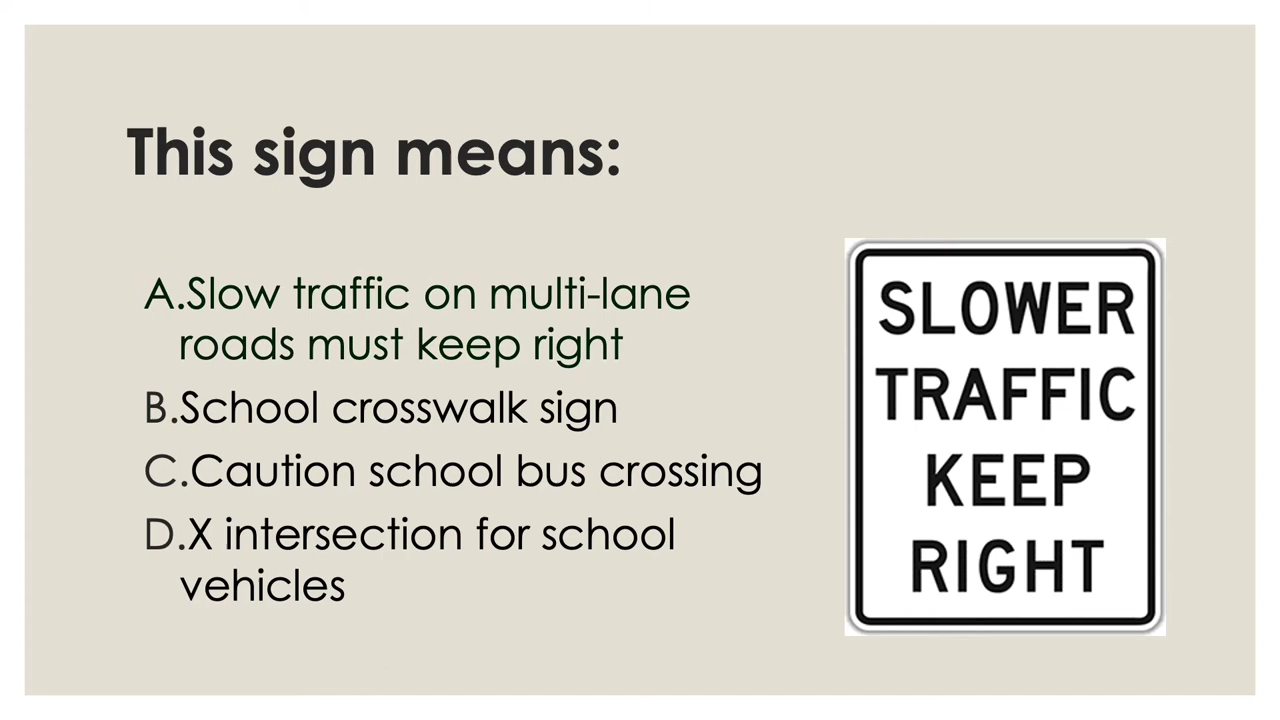 This sign means:
A.Slow traffic on multi-lane
roads must keep right
B.School crosswalk sign
C.Caution school bus crossing
D.X intersection for school
vehicles
SLOWER
TRAFFIC
KEEP
RIGHT